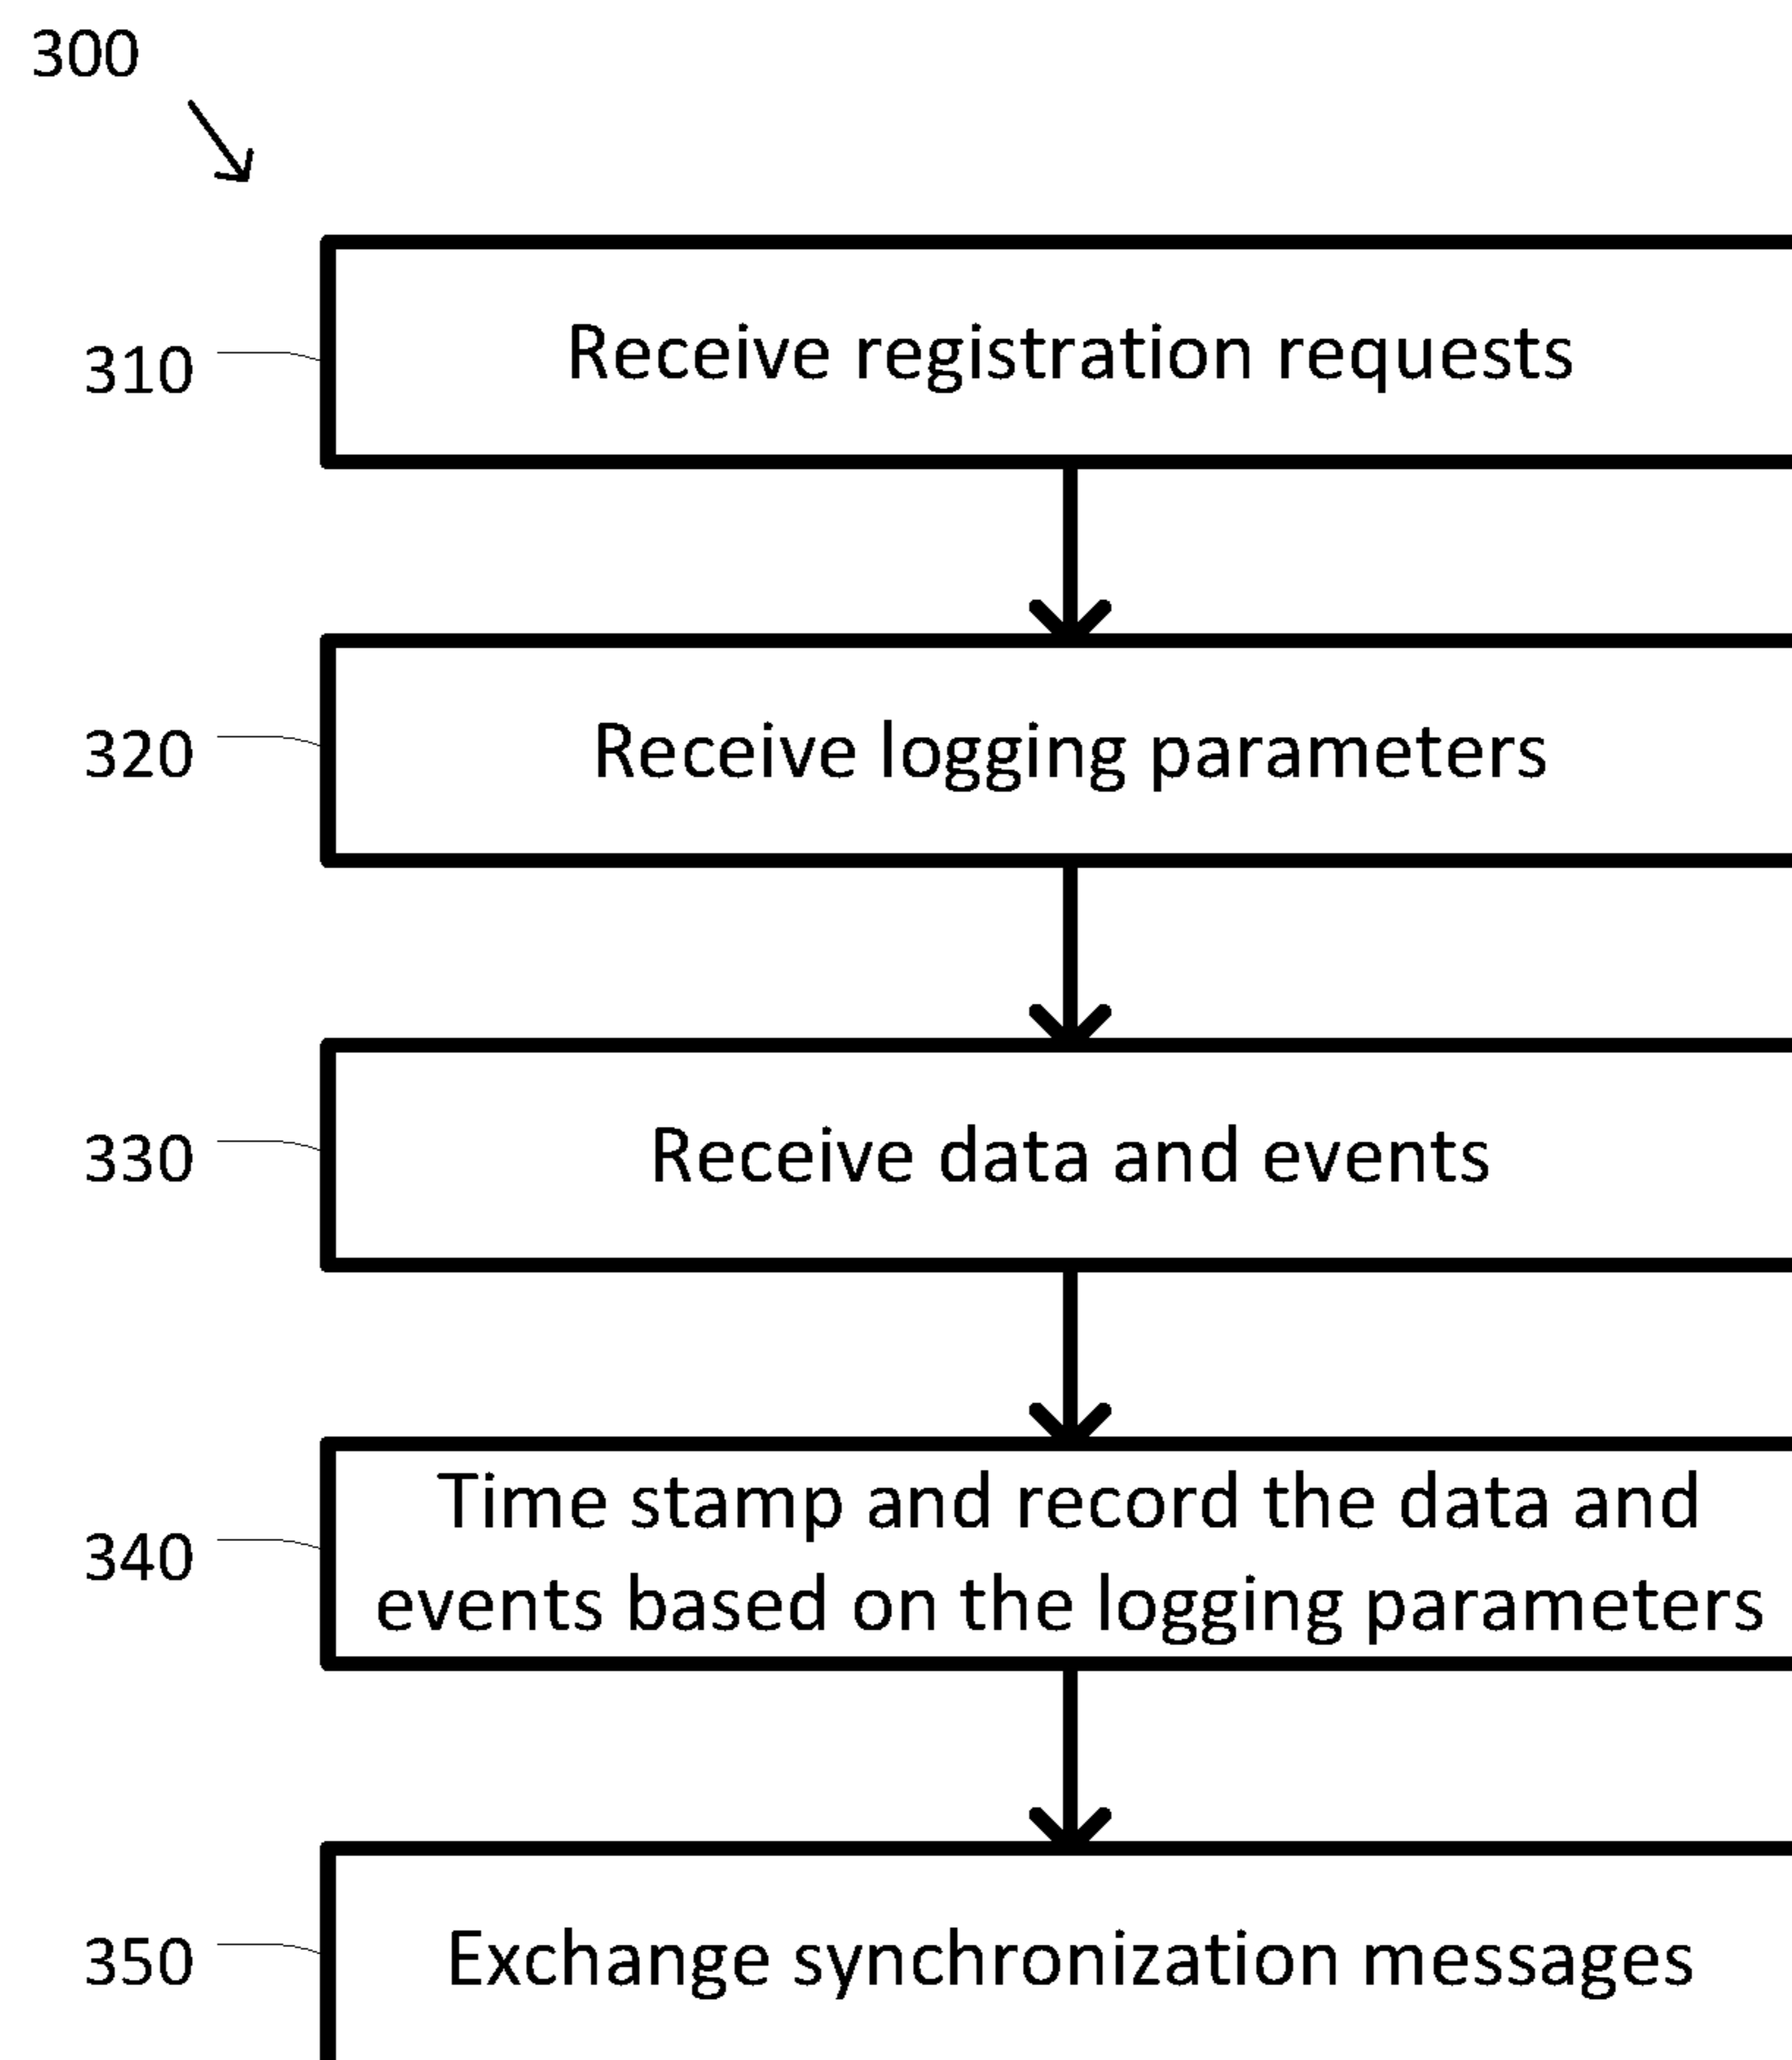 300
310
Receive registration requests
320
Receive logging parameters
330
Receive data and events
340
Time stamp and record the data and
events based on the logging parameters
350
Exchange synchronization messages